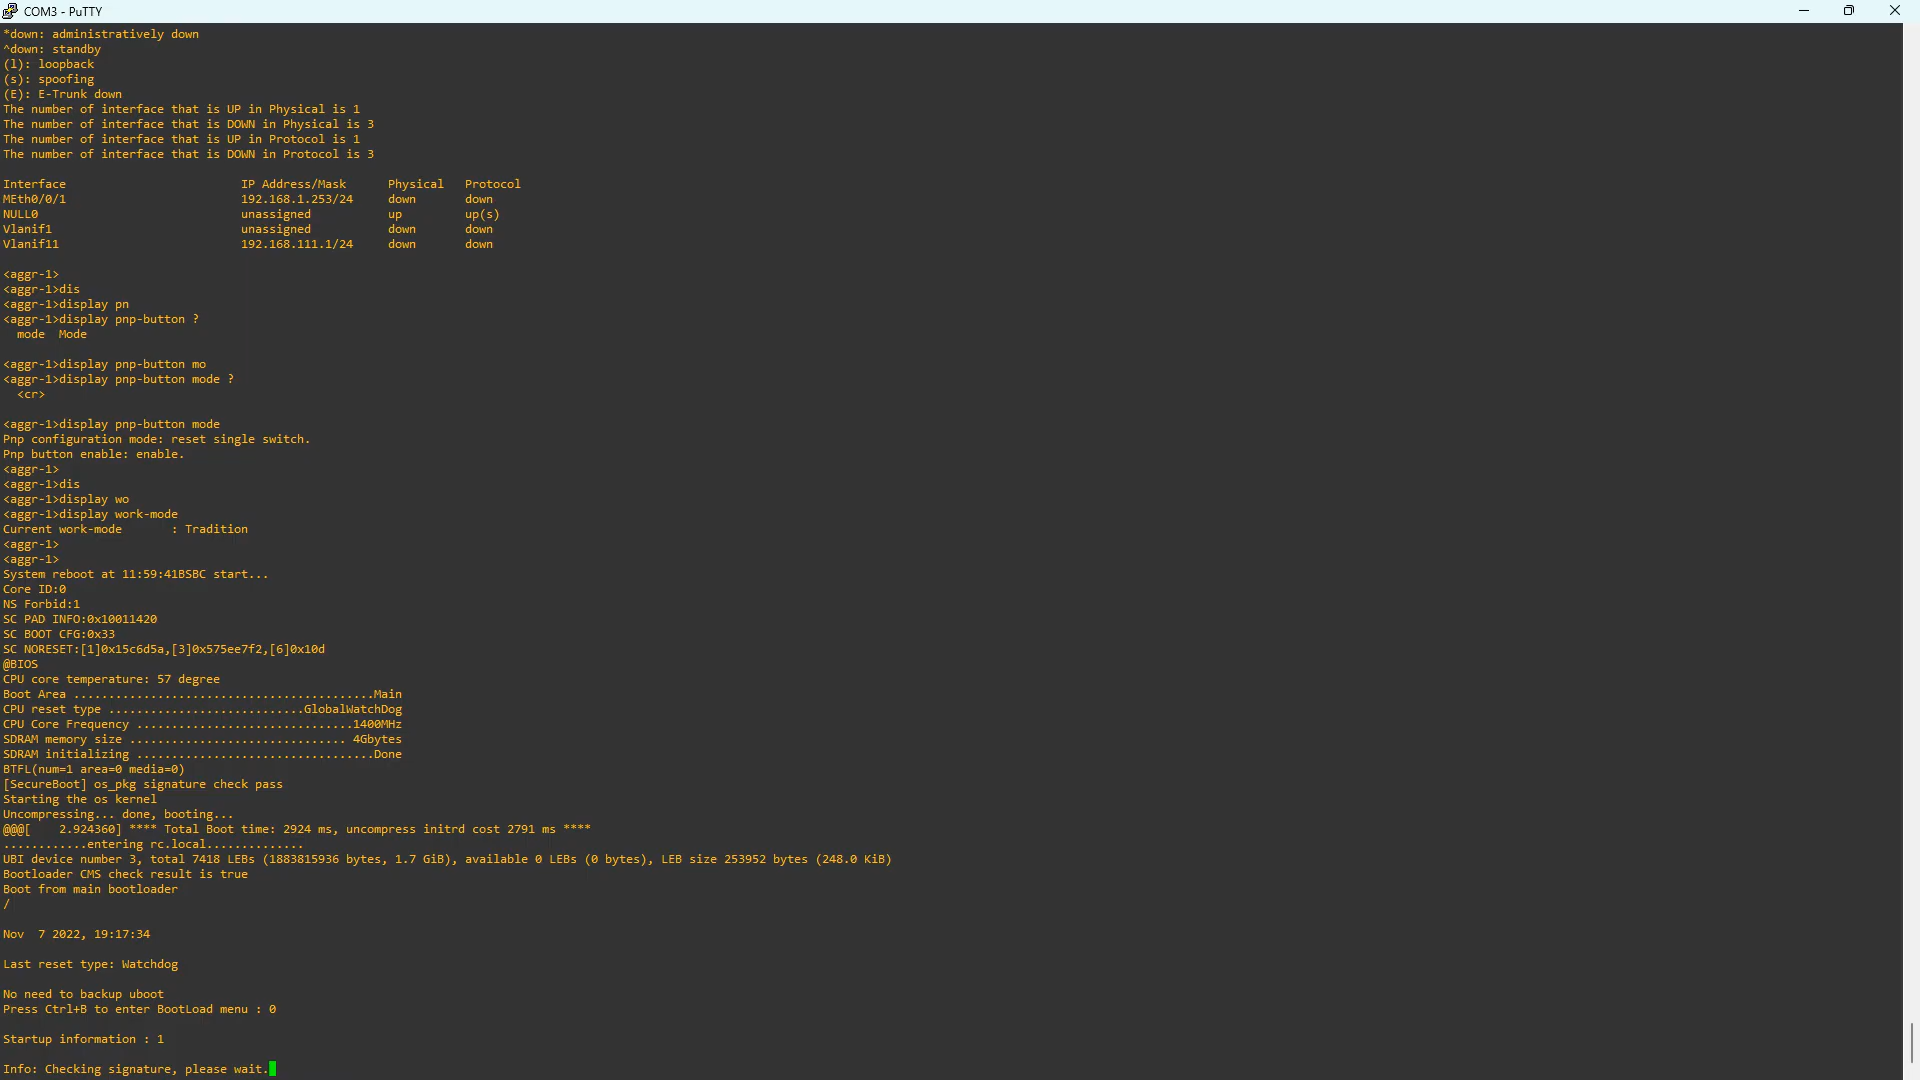 COM3 - PuTTY
*down: administratively down
^down: standby
(l): loopback
(s): spoofing
(E): E-Trunk down
The number of interface that is UP in Physical is 1
The number of interface that is DOWN in Physical is 3
The number of interface that is UP in Protocol is 1
The number of interface that is DOWN in Protocol is 3
Interface                         IP Address/Mask      Physical   Protocol
MEth0/0/1                         192.168.1.253/24     down       down
NULL0                             unassigned           up         up(s)
Vlanif1                           unassigned           down       down
Vlanif11                          192.168.111.1/24     down       down
<aggr-1>
<aggr-1>dis
<aggr-1>display pn
<aggr-1>display pnp-button ?
  mode  Mode
<aggr-1>display pnp-button mo
<aggr-1>display pnp-button mode ?
  <cr>
<aggr-1>display pnp-button mode
Pnp configuration mode: reset single switch.
Pnp button enable: enable.
<aggr-1>
<aggr-1>dis
<aggr-1>display wo
<aggr-1>display work-mode
Current work-mode       : Tradition
<aggr-1>
<aggr-1>
System reboot at 11:59:41BSBC start...
Core ID:0
NS Forbid:1
SC PAD INFO:0x10011420
SC BOOT CFG:0x33
SC NORESET:[1]0x15c6d5a,[3]0x575ee7f2,[6]0x10d
@BIOS
CPU core temperature: 57 degree
Boot Area ...........................................Main
CPU reset type ............................GlobalWatchDog
CPU Core Frequency ...............................1400MHz
SDRAM memory size ............................... 4Gbytes
SDRAM initializing ..................................Done
BTFL(num=1 area=0 media=0)
[SecureBoot] os_pkg signature check pass
Starting the os kernel
Uncompressing... done, booting...
@@@[    2.924360] **** Total Boot time: 2924 ms, uncompress initrd cost 2791 ms ****
............entering rc.local..............
UBI device number 3, total 7418 LEBs (1883815936 bytes, 1.7 GiB), available 0 LEBs (0 bytes), LEB size 253952 bytes (248.0 KiB)
Bootloader CMS check result is true
Boot from main bootloader
/
Nov  7 2022, 19:17:34
Last reset type: Watchdog
No need to backup uboot
Press Ctrl+B to enter BootLoad menu : 0
Startup information : 1
Info: Checking signature, please wait.